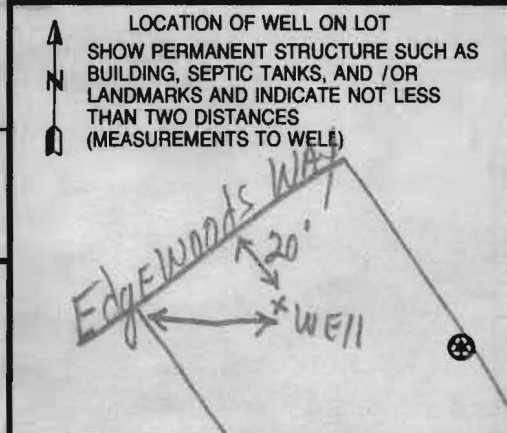 LOCATION OF WELL ON LOT
SHOW PERMANENT STRUCTURE SUCH AS
BUILDING, SEPTIC TANKS, AND /OR
LANDMARKS AND INDICATE NOT LESS
THAN TWO DISTANCES
(MEASUREMENTS TO WELL)
N
EdgEWOOdS WAY
20'
WEll